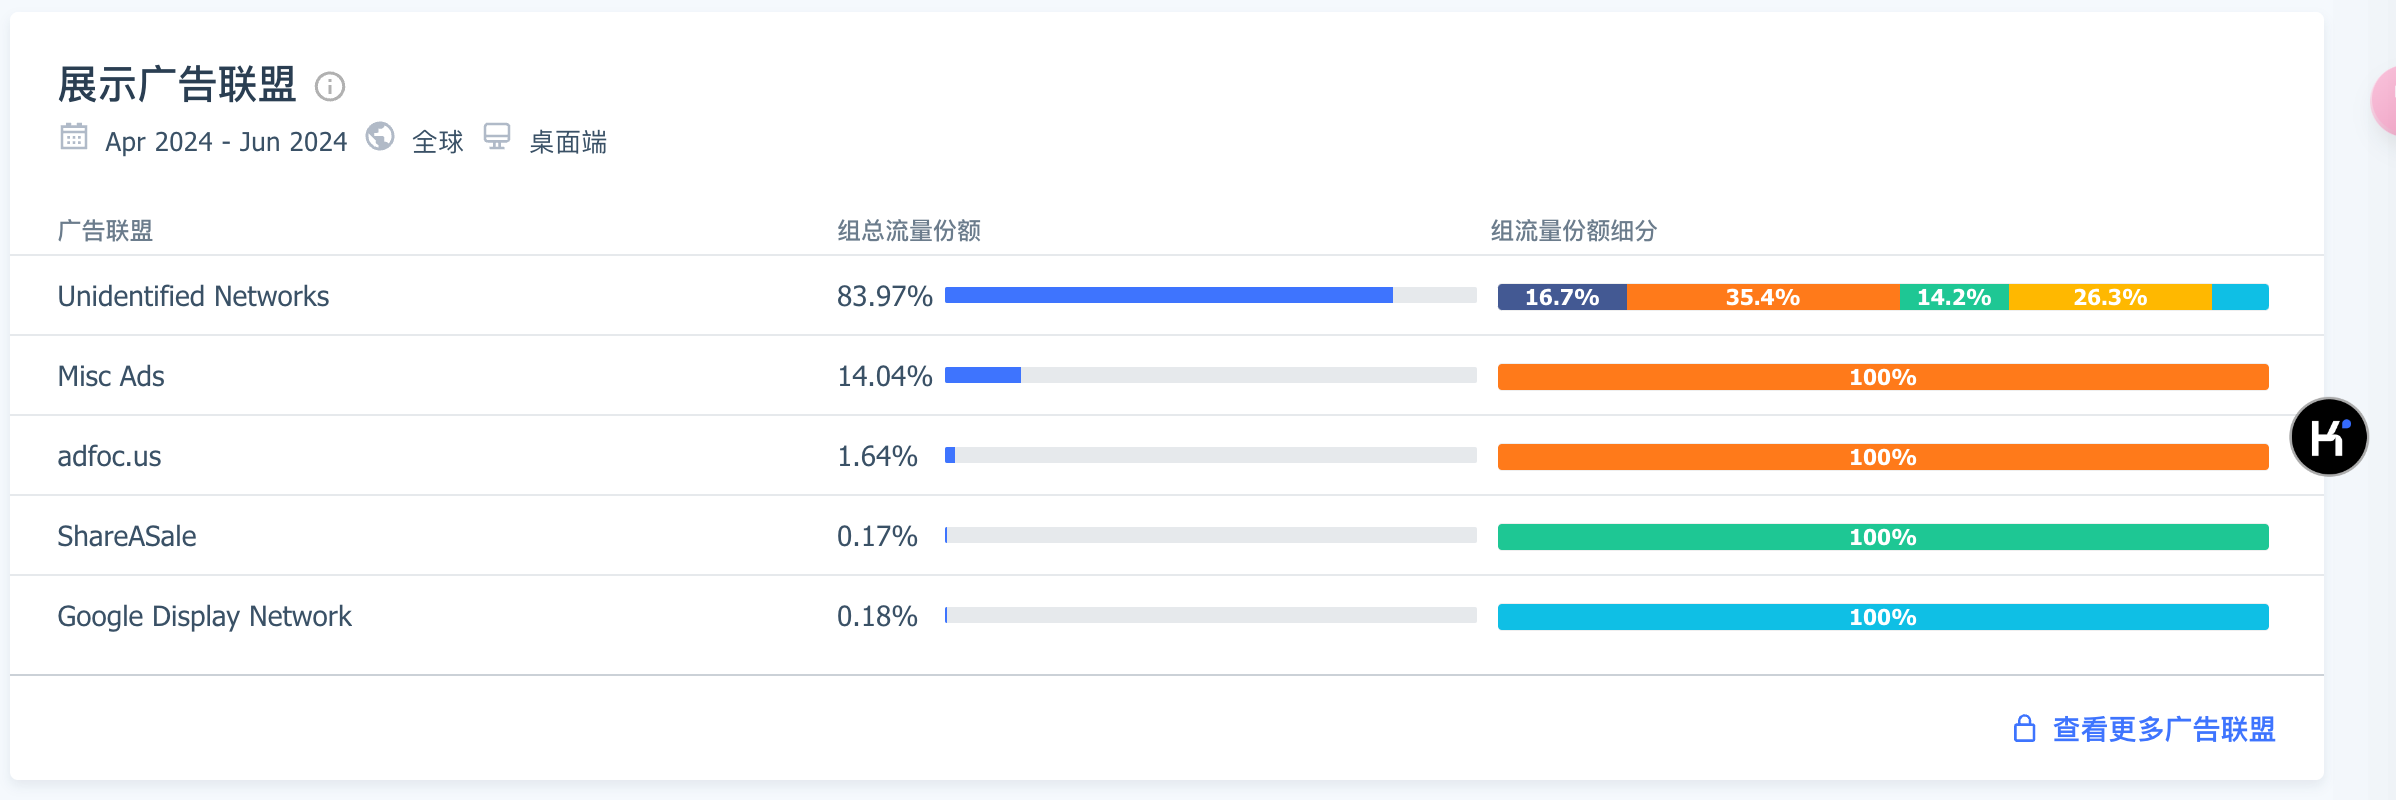 展示广告联盟
Apr 2024 - Jun 2024 全球 桌面端
广告联盟 组总流量份额 组流量份额细分
Unidentified Networks 83.97% 16.7% 35.4% 14.2% 26.3%
Misc Ads 14.04% 100%
adfoc.us 1.64% 100%
ShareASale 0.17% 100%
Google Display Network 0.18% 100%
查看更多广告联盟